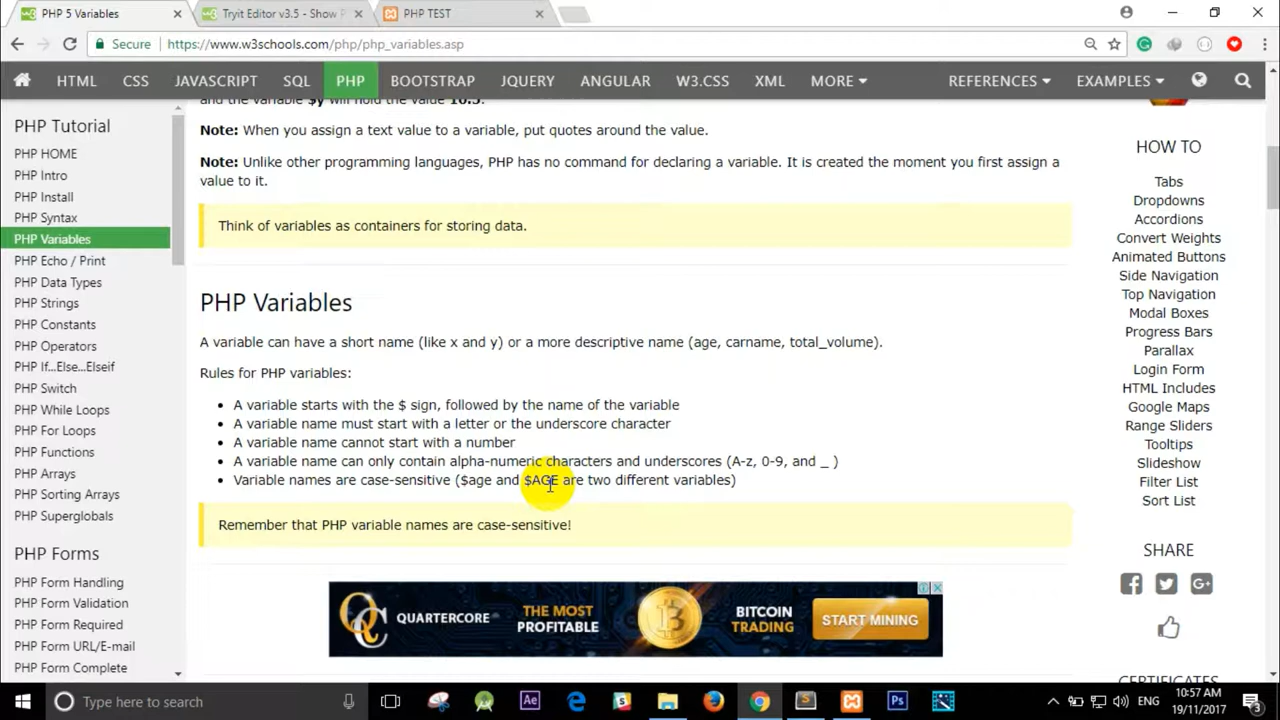 PHP 5 Variables
Tryit Editor v3.5 - Show P
PHP TEST
Secure
https://www.w3schools.com/php/php_variables.asp
HTML CSS JAVASCRIPT SQL PHP BOOTSTRAP JQUERY ANGULAR W3.CSS XML MORE REFERENCES EXAMPLES
PHP Tutorial
PHP HOME
PHP Intro
PHP Install
PHP Syntax
PHP Variables
PHP Echo / Print
PHP Data Types
PHP Strings
PHP Constants
PHP Operators
PHP If...Else...Elseif
PHP Switch
PHP While Loops
PHP For Loops
PHP Functions
PHP Arrays
PHP Sorting Arrays
PHP Superglobals
PHP Forms
PHP Form Handling
PHP Form Validation
PHP Form Required
PHP Form URL/E-mail
PHP Form Complete
and the variable $y will hold the value 10.5.
Note: When you assign a text value to a variable, put quotes around the value.
Note: Unlike other programming languages, PHP has no command for declaring a variable. It is created the moment you first assign a
value to it.
Think of variables as containers for storing data.
PHP Variables
A variable can have a short name (like x and y) or a more descriptive name (age, carname, total_volume).
Rules for PHP variables:
• A variable starts with the $ sign, followed by the name of the variable
• A variable name must start with a letter or the underscore character
• A variable name cannot start with a number
• A variable name can only contain alpha-numeric characters and underscores (A-z, 0-9, and _ )
• Variable names are case-sensitive ($age and $AGE are two different variables)
Remember that PHP variable names are case-sensitive!
QC QUARTERCORE
THE MOST
PROFITABLE
BITCOIN
TRADING
START MINING
HOW TO
Tabs
Dropdowns
Accordions
Convert Weights
Animated Buttons
Side Navigation
Top Navigation
Modal Boxes
Progress Bars
Parallax
Login Form
HTML Includes
Google Maps
Range Sliders
Tooltips
Slideshow
Filter List
Sort List
SHARE
CERTIFICATES
Type here to search
Ae
Ps
ENG
10:57 AM
19/11/2017
3